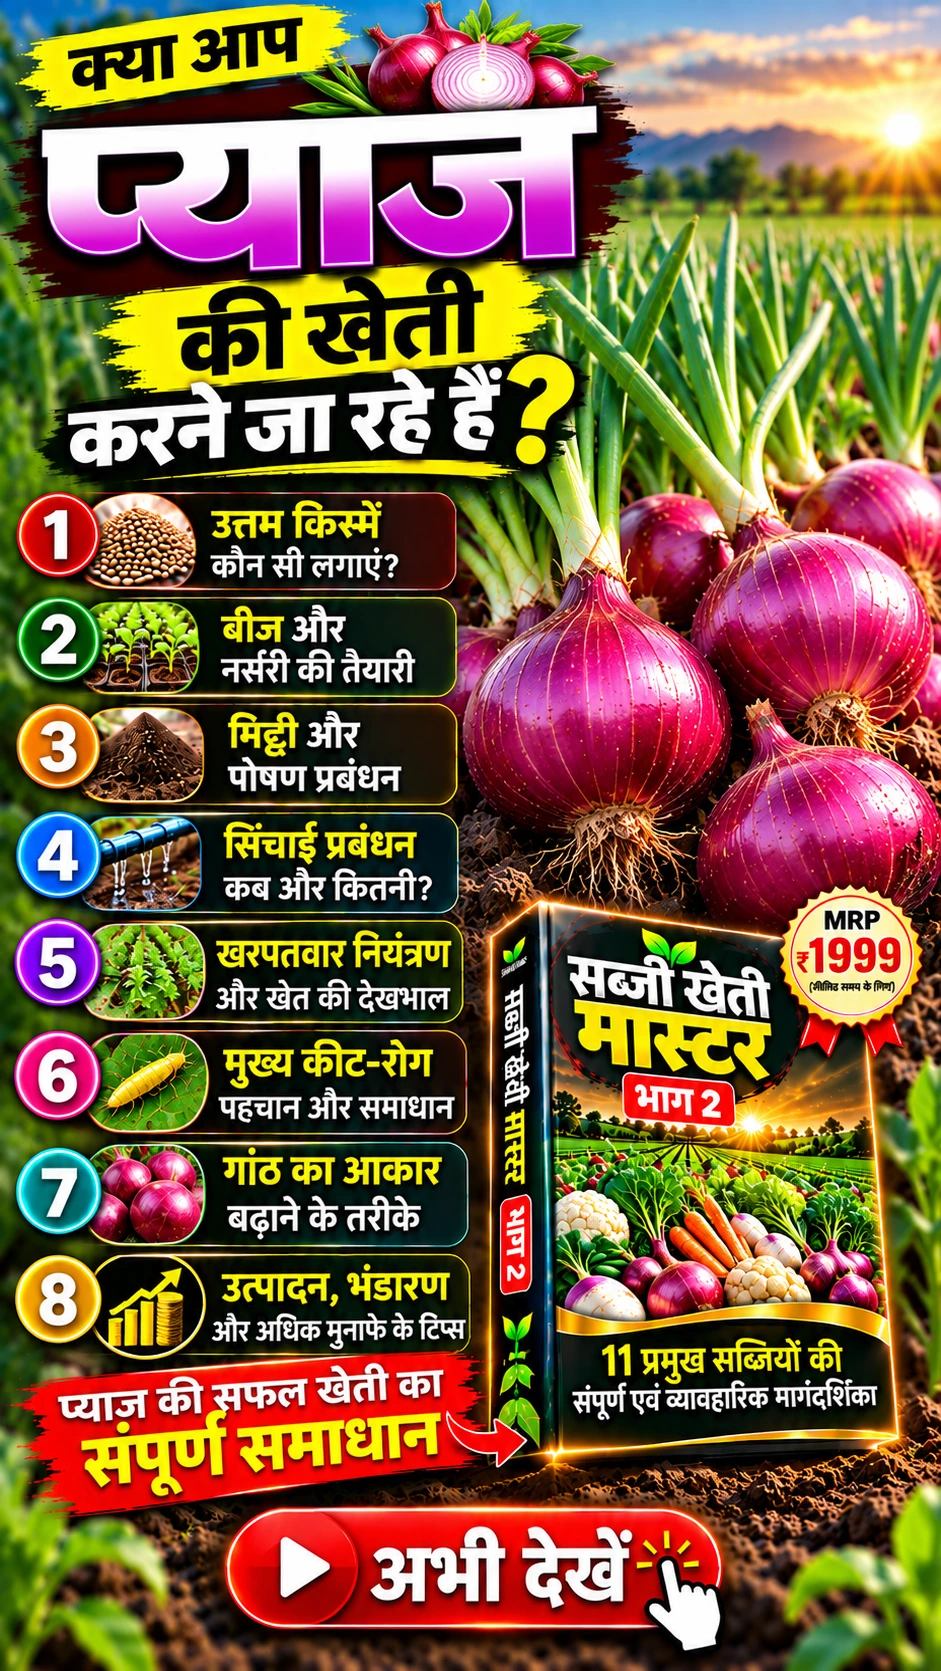 क्या आप
प्याज
की खेती
करने जा रहे हैं?
1
उत्तम किस्में
कौन सी लगाएं?
2
बीज और
नर्सरी की तैयारी
3
मिट्टी और
पोषण प्रबंधन
4
सिंचाई प्रबंधन
कब और कितनी?
5
खरपतवार नियंत्रण
और खेत की देखभाल
6
मुख्य कीट-रोग
पहचान और समाधान
7
गांठ का आकार
बढ़ाने के तरीके
8
उत्पादन, भंडारण
और अधिक मुनाफे के टिप्स
प्याज की सफल खेती का
संपूर्ण समाधान
MRP
₹1999
सब्जी खेती
मास्टर
भाग 2
11 प्रमुख सब्जियों की
संपूर्ण एवं व्यावहारिक मार्गदर्शिका
भाग 2
अभी देखें